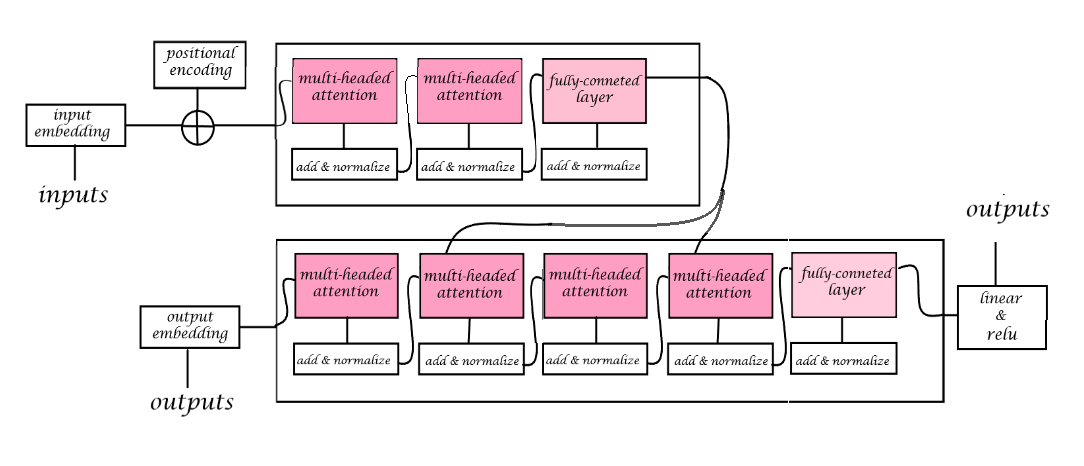 positional
encoding
input
embedding
inputs
multi-headed
attention
multi-headed
attention
fully-conneted
layer
add & normalize
add & normalize
add & normalize
outputs
multi-headed
attention
multi-headed
attention
multi-headed
attention
multi-headed
attention
fully-conneted
layer
output
embedding
outputs
add & normalize
add & normalize
add & normalize
add & normalize
add & normalize
linear
&
relu